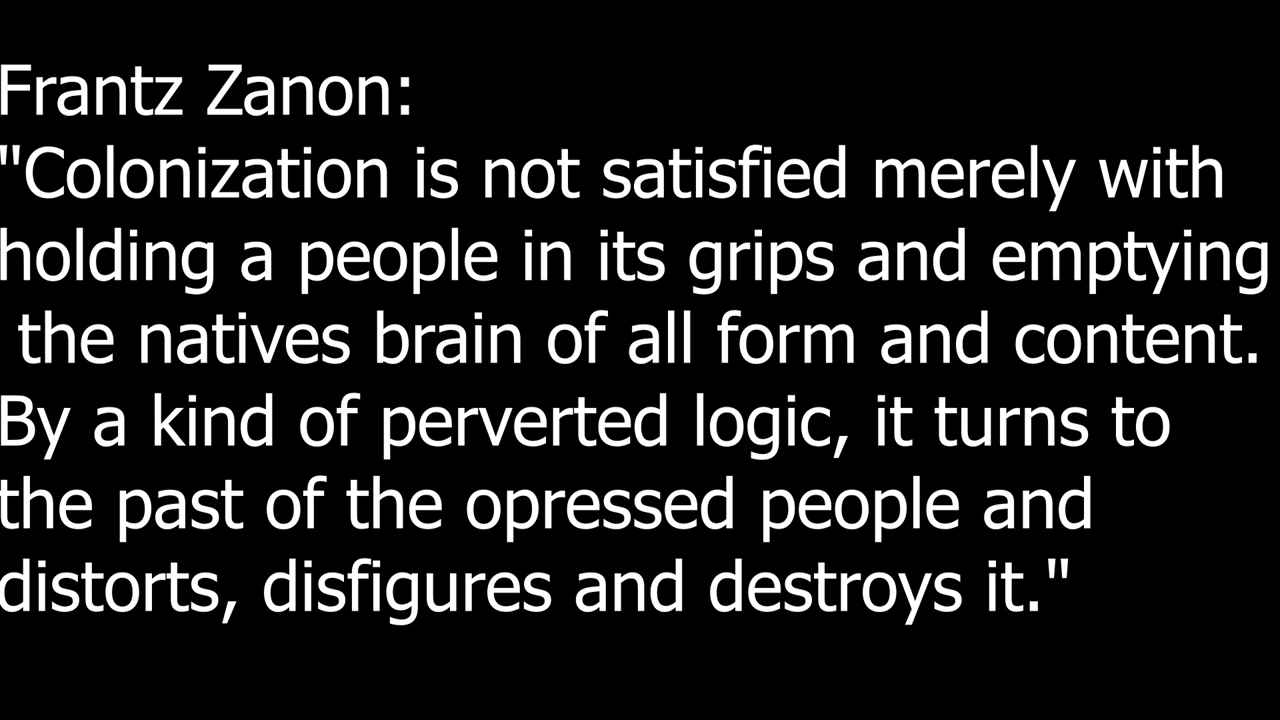 Frantz Zanon:
"Colonization is not satisfied merely with
holding a people in its grips and emptying
the natives brain of all form and content.
By a kind of perverted logic, it turns to
the past of the opressed people and
distorts, disfigures and destroys it."